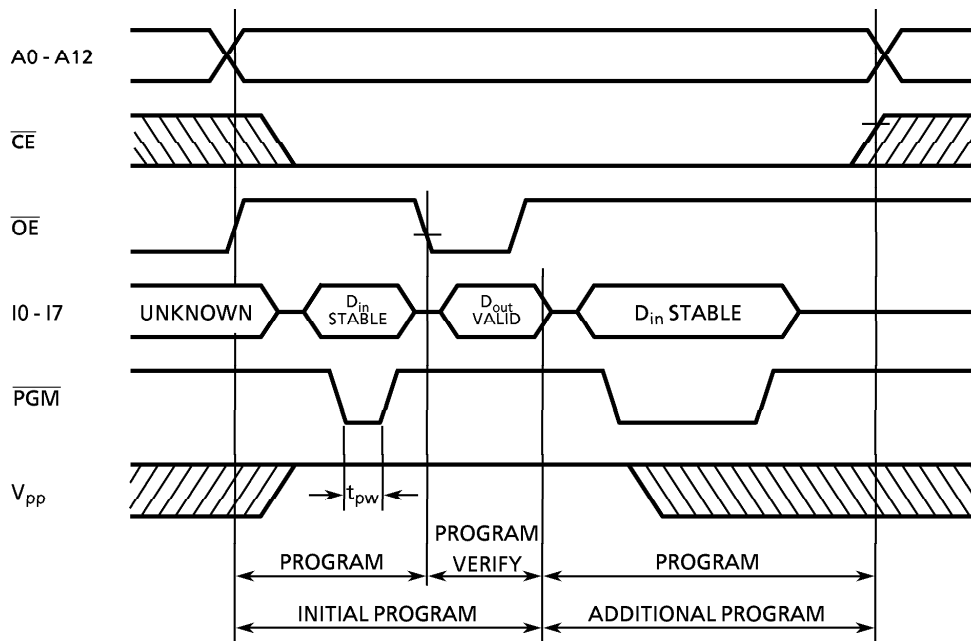 A0 - A12
CE
OE
I0 - I7
UNKNOWN
Din
STABLE
Dout
VALID
Din STABLE
PGM
Vpp
tpw
PROGRAM
PROGRAM
VERIFY
PROGRAM
INITIAL PROGRAM
ADDITIONAL PROGRAM